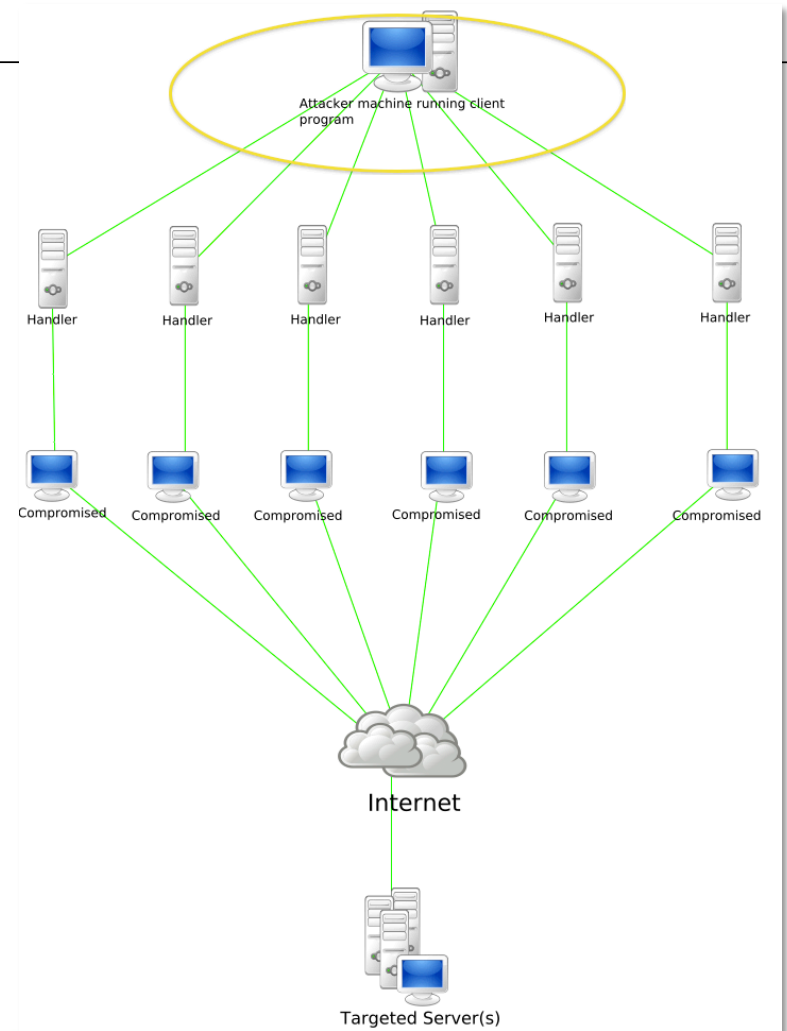 Attacker machine running client
program
Handler
Handler
Handler
Handler
Handler
Handler
Compromised
Compromised
Compromised
Compromised
Compromised
Compromised
Internet
Targeted Server(s)